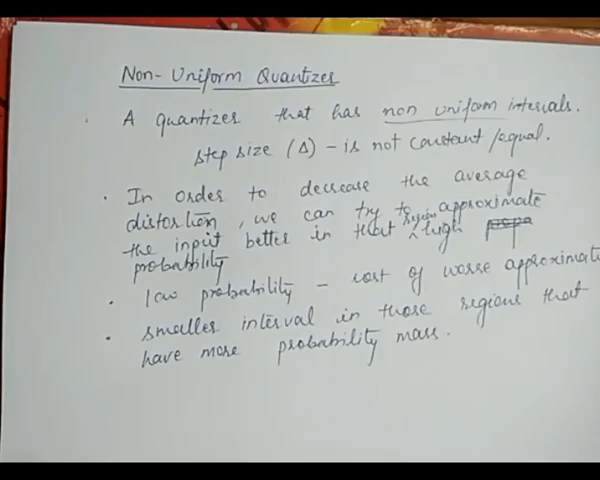 Non-Uniform Quantizer
A quantizer that has non uniform intervals.
step size (Δ) - is not constant/equal.
• In order to decrease the average
distortion, we can try to approximate
the input better in that region high
probability
• low probability - cost of worse approximat
• smaller interval in those regions that
have more probability mass.